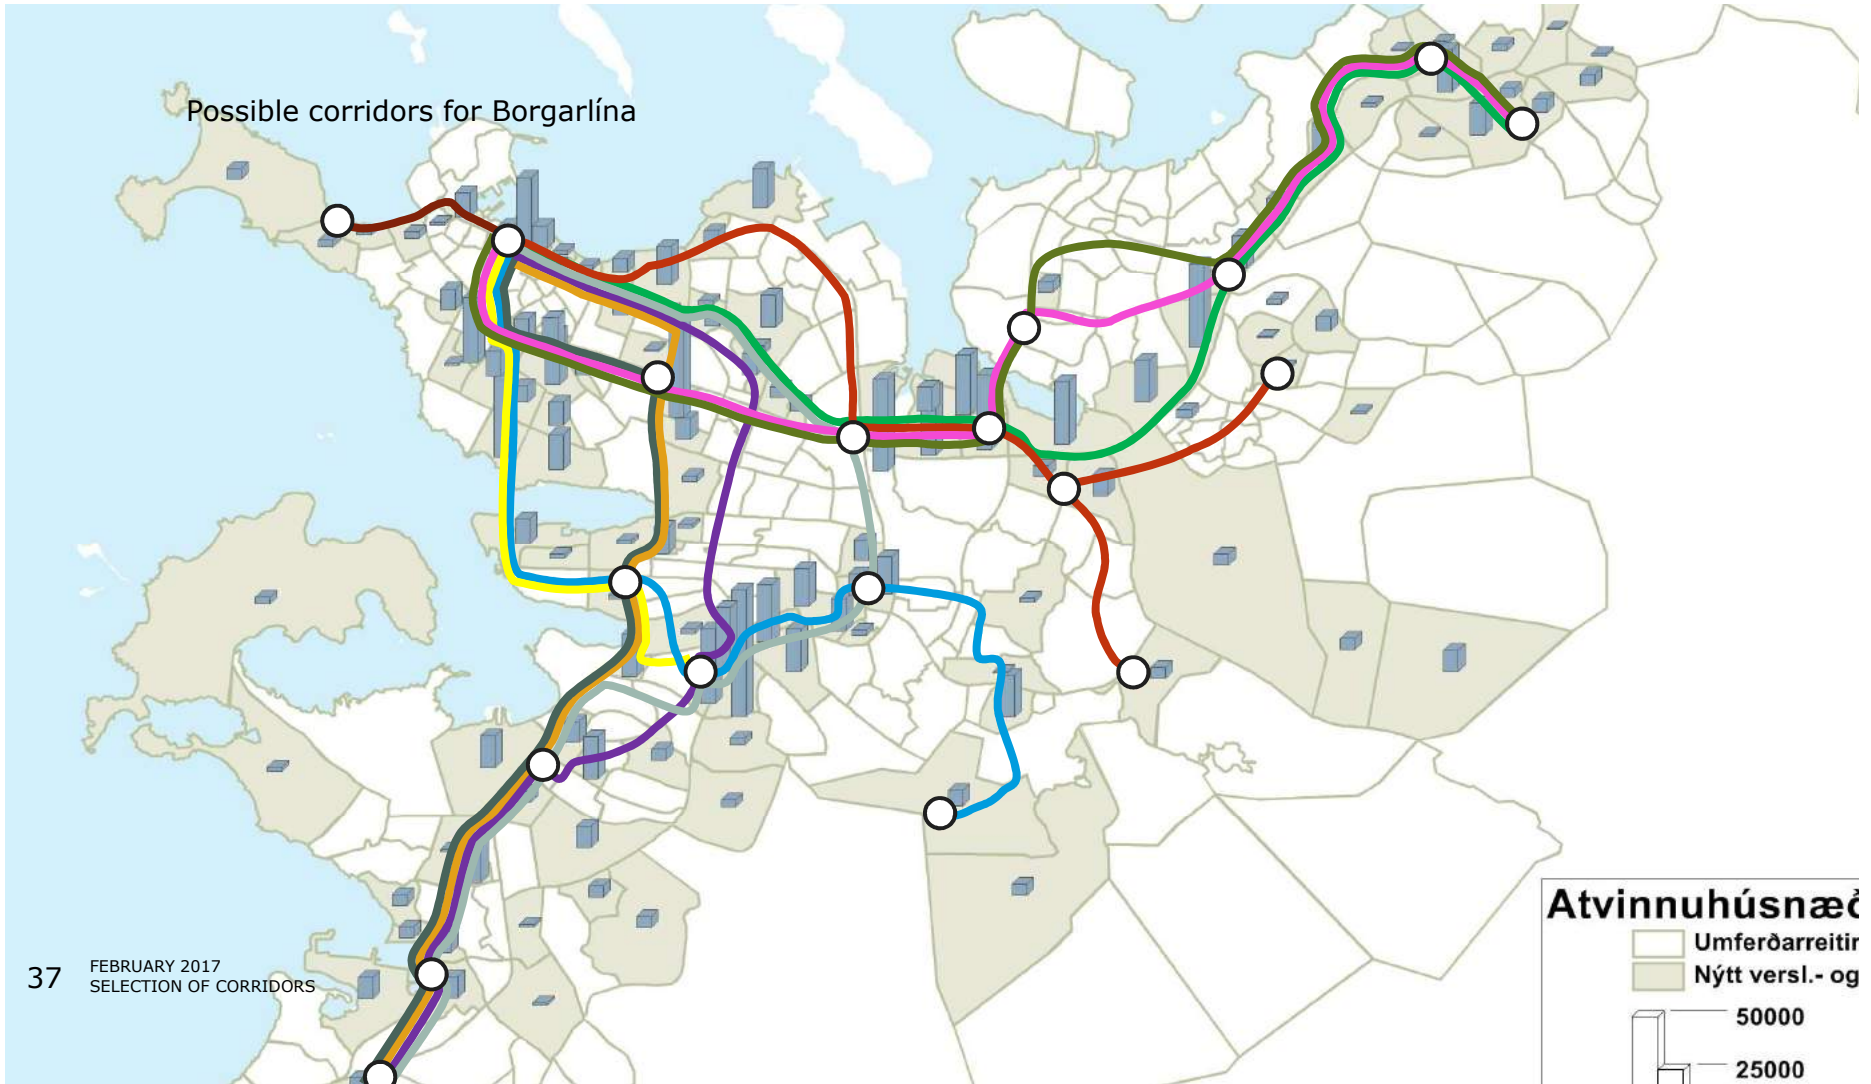 Possible corridors for Borgarlína
Atvinnuhúsnæð
Umferðarreitir
Nýtt versl.- og
50000
25000
37
FEBRUARY 2017
SELECTION OF CORRIDORS